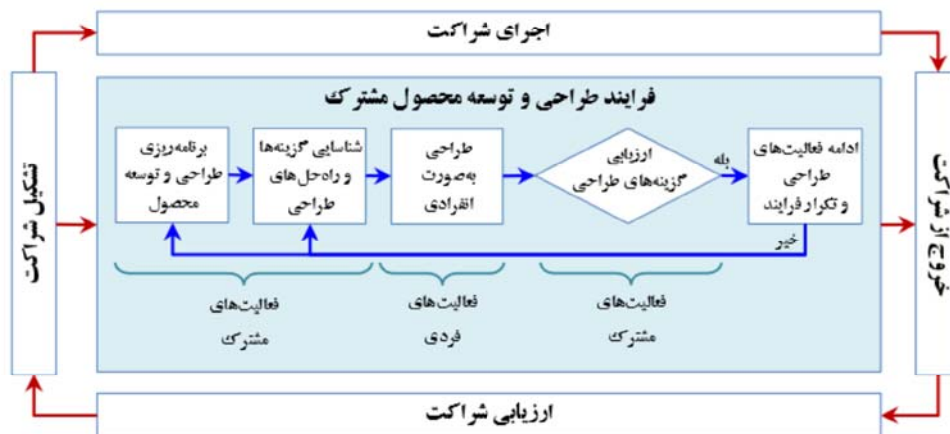 اجرای شراکت
تشکیل شراکت
فرایند طراحی و توسعه محصول مشترک
برنامه‌ریزی
طراحی و توسعه
محصول
شناسایی گزینه‌ها
و راه‌حل‌های
طراحی
طراحی
به‌صورت
انفرادی
ارزیابی
گزینه‌های طراحی
بله
ادامه فعالیت‌های
طراحی
و تکرار فرایند
خیر
فعالیت‌های
مشترک
فعالیت‌های
فردی
فعالیت‌های
مشترک
خروج از شراکت
ارزیابی شراکت